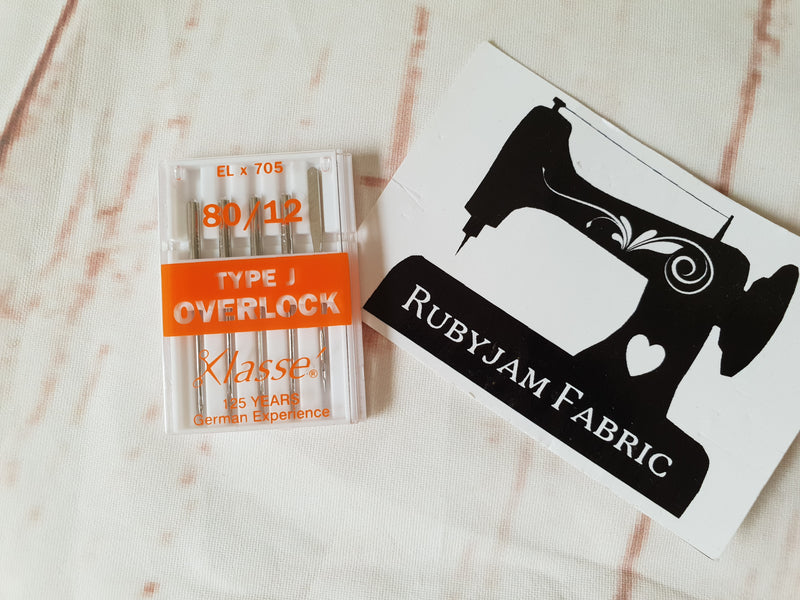 EL x 705
80/12
TYPE J
OVERLOCK
Klasse®
125 YEARS
German Experience
RUBYJAM FABRIC